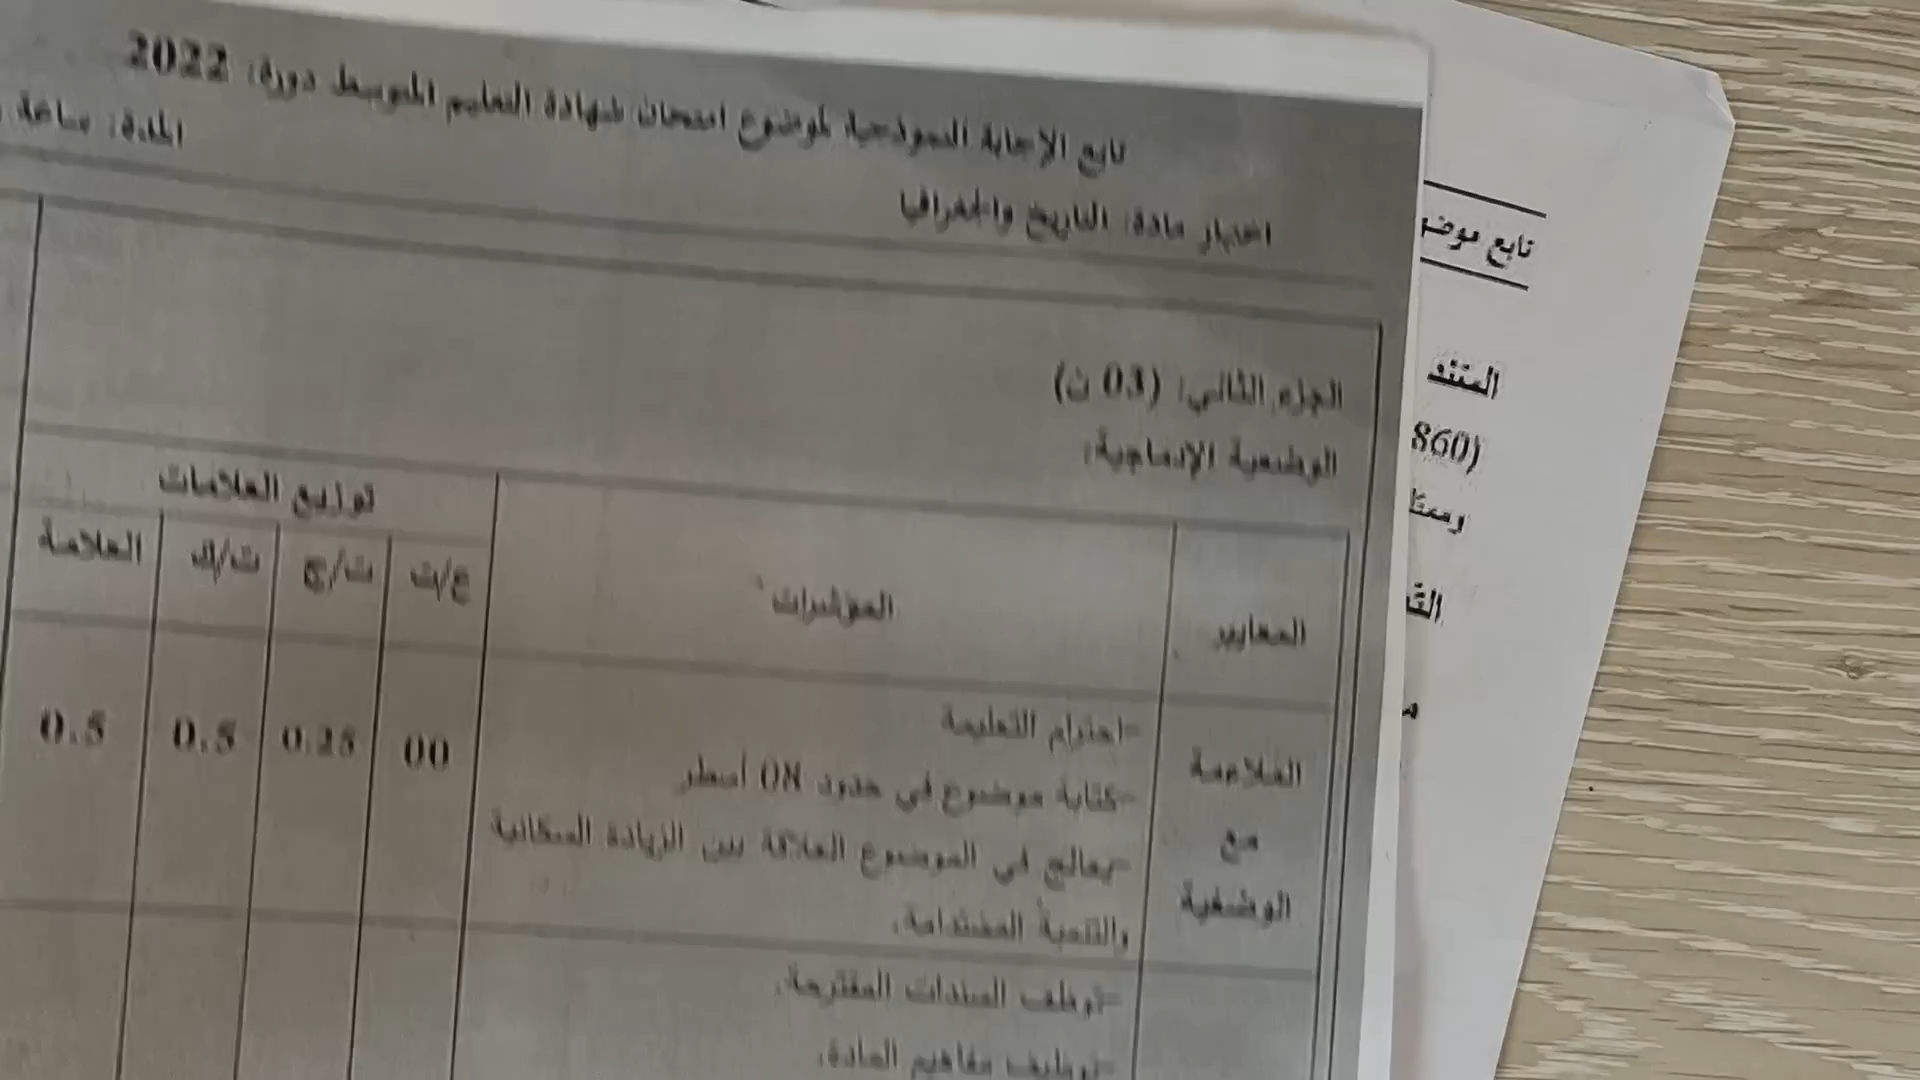 تابع الإجابة النموذجية لموضوع امتحان شهادة التعليم المتوسط دورة: 2022
المدة: ساعة
اختبار مادة: التاريخ والجغرافيا
الجزء الثاني: (03 ن)
الوضعية الإدماجية:
المعايير
المؤشرات
توزيع العلامات
ع/ت
ت/ج
ت/ك
العلامة
الملاءمة
مع
الوضعية
-احترام التعليمة
-كتابة موضوع في حدود 08 أسطر
-يعالج في الموضوع العلاقة بين الزيادة السكانية
والتنمية المستدامة.
00
0.25
0.5
0.5
-توظيف السندات المقترحة.
-توظيف مفاهيم المادة.
تابع موضو
السند
(860